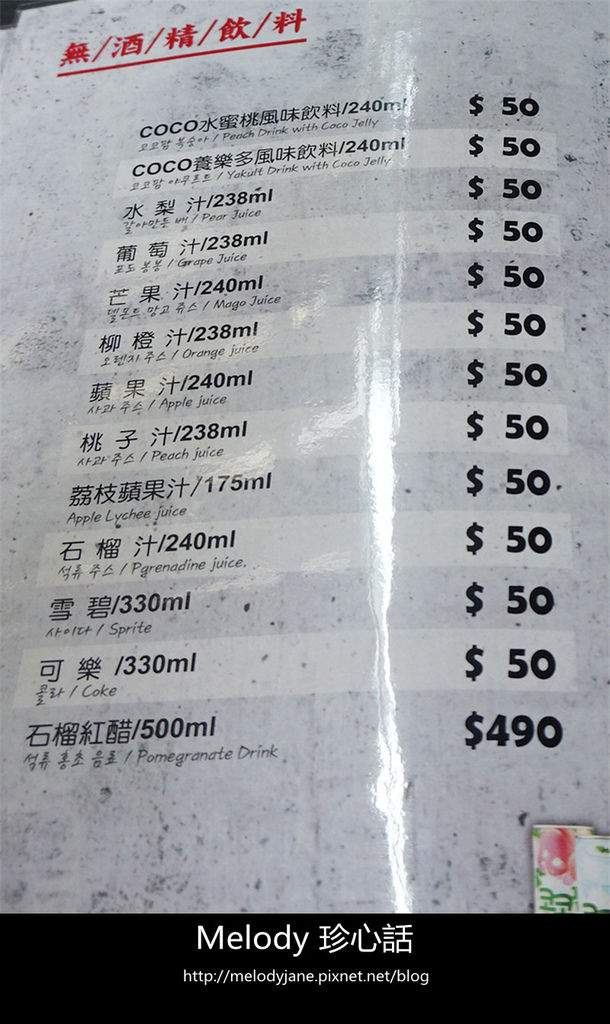 無/酒/精/飲/料
COCO水蜜桃風味飲料/240ml $ 50
코코팜 복숭아 / Peach Drink with Coco Jelly
COCO養樂多風味飲料/240ml $ 50
코코팜 야쿠르트 / Yakult Drink with Coco Jelly
水 梨 汁/238ml $ 50
갈아만든 배 / Pear Juice
葡 萄 汁/238ml $ 50
포도 봉봉 / Grape Juice
芒 果 汁/240ml $ 50
델몬트 망고 쥬스 / Mago Juice
柳 橙 汁/238ml $ 50
오렌지 주스 / Orange juice
蘋 果 汁/240ml $ 50
사과 주스 / Apple juice
桃 子 汁/238ml $ 50
사과 주스 / Peach juice
荔枝蘋果汁/175ml $ 50
Apple Lychee juice
石 榴 汁/240ml $ 50
석류 주스 / Pgrenadine juice.
雪 碧/330ml $ 50
사이다 / Sprite
可 樂 /330ml $ 50
콜라 / Coke
石榴紅醋/500ml $490
석류 홍초 음료 / Pomegranate Drink
Melody 珍心話
http://melodyjane.pixnet.net/blog